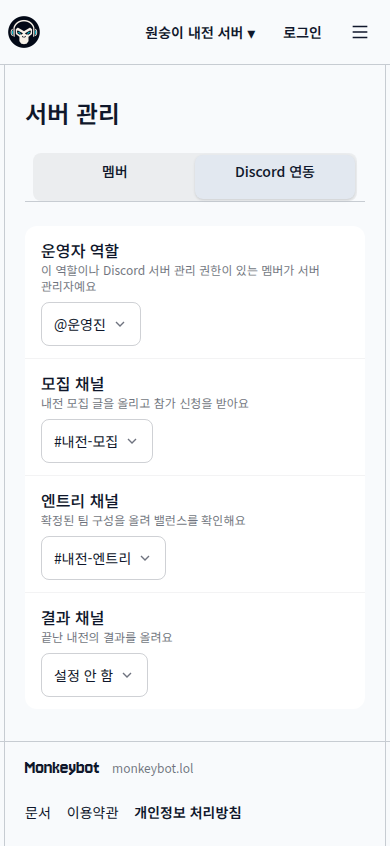 원숭이 내전 서버 ▾
로그인
서버 관리
멤버
Discord 연동
운영자 역할
이 역할이나 Discord 서버 관리 권한이 있는 멤버가 서버
관리자예요
@운영진
모집 채널
내전 모집 글을 올리고 참가 신청을 받아요
#내전-모집
엔트리 채널
확정된 팀 구성을 올려 밸런스를 확인해요
#내전-엔트리
결과 채널
끝난 내전의 결과를 올려요
설정 안 함
Monkeybot
monkeybot.lol
문서
이용약관
개인정보 처리방침